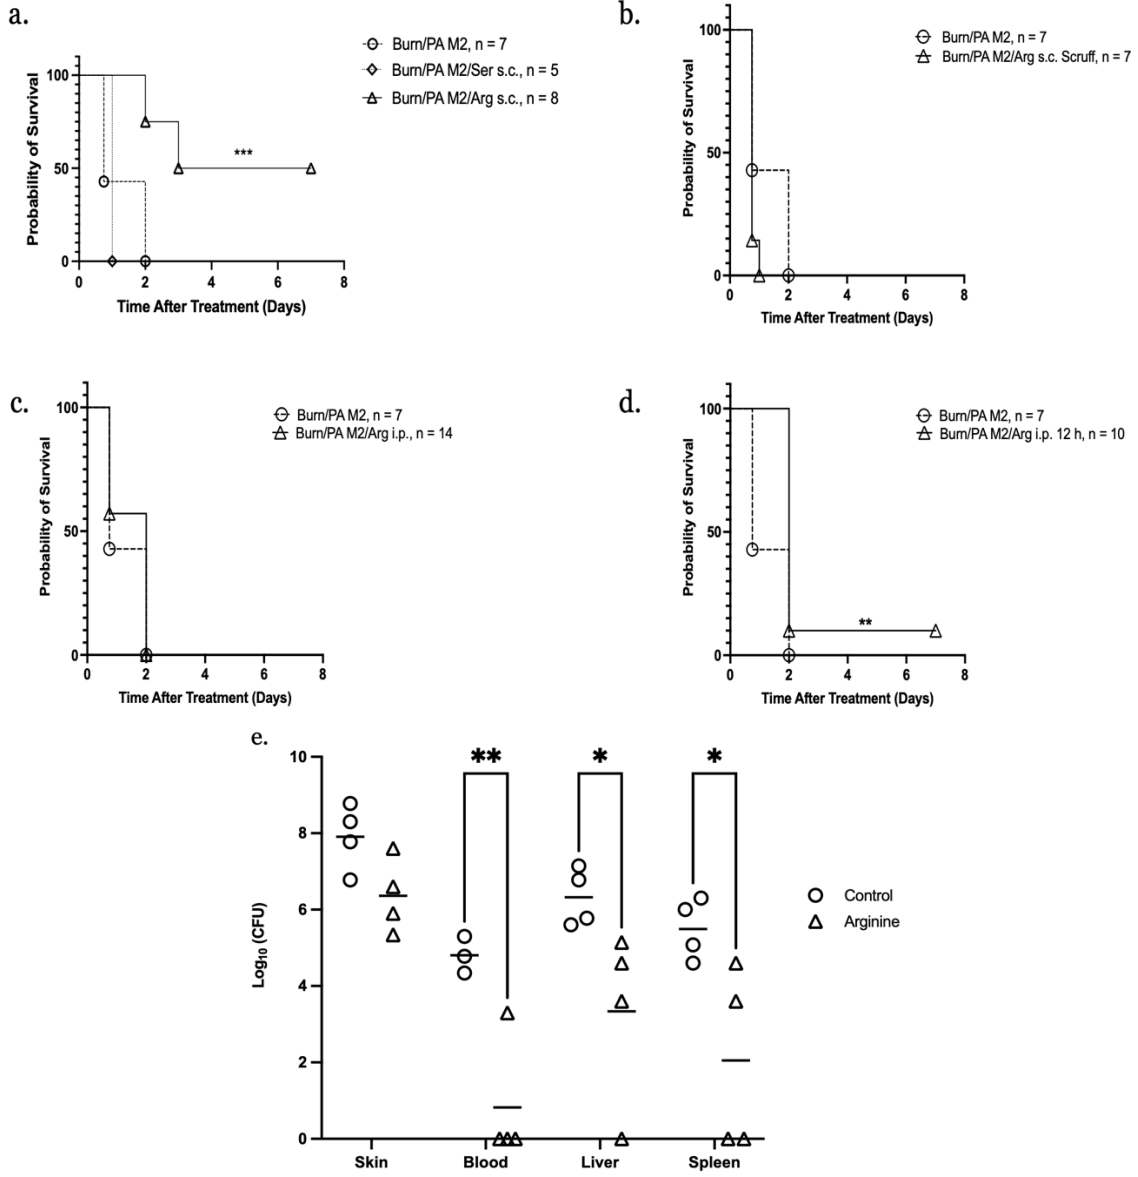 a.
Burn/PA M2, n = 7
Burn/PA M2/Ser s.c., n = 5
Burn/PA M2/Arg s.c., n = 8
Probability of Survival
100
50
0
***
0 2 4 6 8
Time After Treatment (Days)
b.
Burn/PA M2, n = 7
Burn/PA M2/Arg s.c. Scruff, n = 7
Probability of Survival
100
50
0
0 2 4 6 8
Time After Treatment (Days)
c.
Burn/PA M2, n = 7
Burn/PA M2/Arg i.p., n = 14
Probability of Survival
100
50
0
0 2 4 6 8
Time After Treatment (Days)
d.
Burn/PA M2, n = 7
Burn/PA M2/Arg i.p. 12 h, n = 10
Probability of Survival
100
50
0
**
0 2 4 6 8
Time After Treatment (Days)
e.
Log₁₀ (CFU)
10
8
6
4
2
0
** * *
Skin Blood Liver Spleen
Control
Arginine